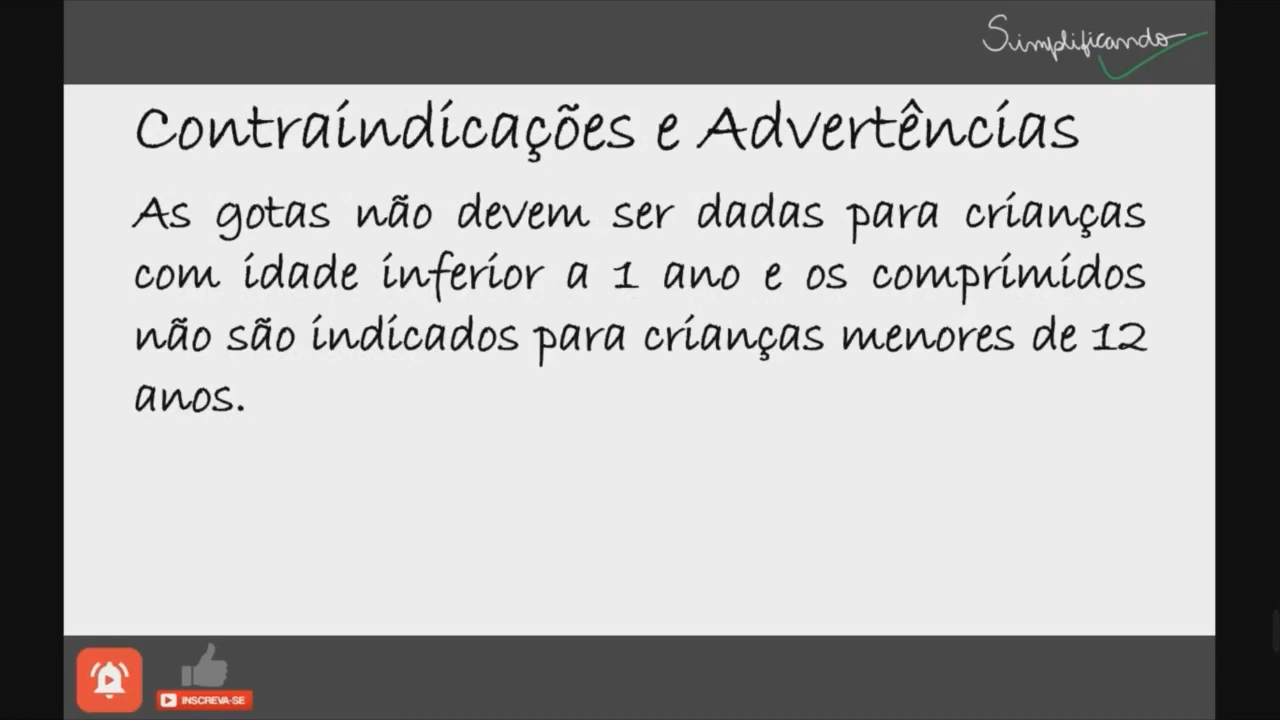 Simplificando
Contraindicações e Advertências
As gotas não devem ser dadas para crianças
com idade inferior a 1 ano e os comprimidos
não são indicados para crianças menores de 12
anos.
INSCREVA-SE